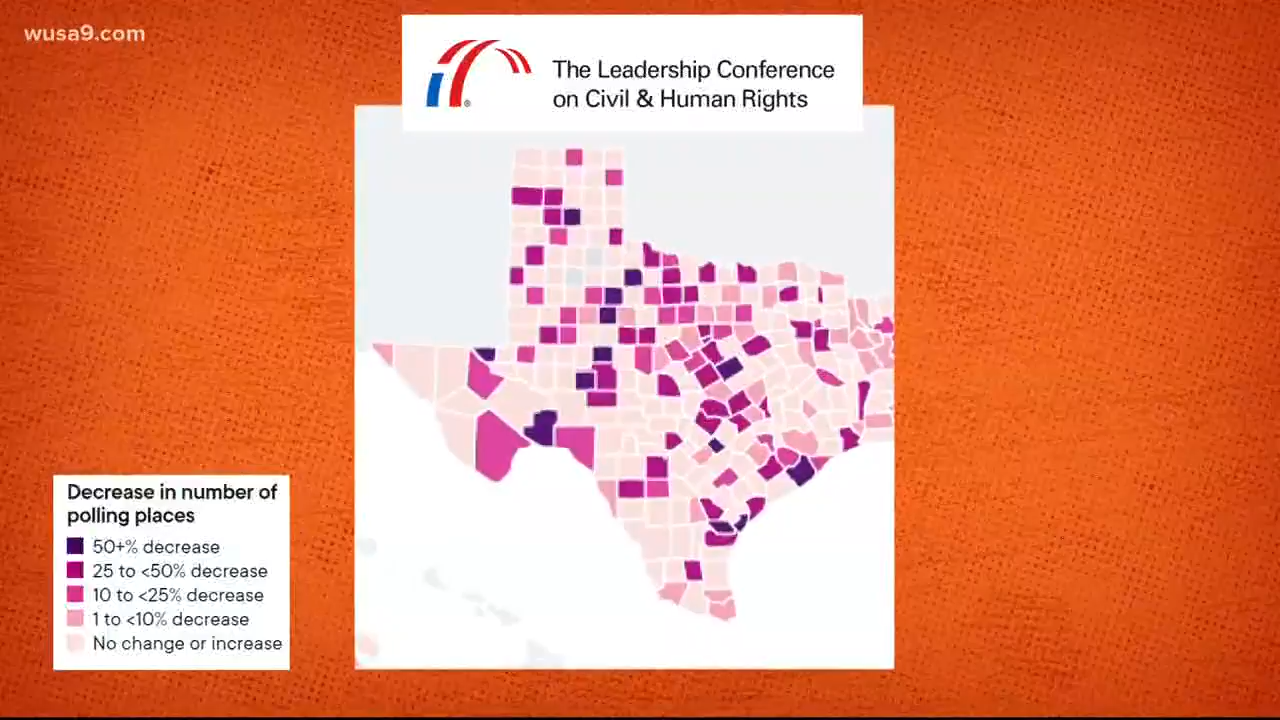 wusa9.com
The Leadership Conference
on Civil & Human Rights
Decrease in number of
polling places
50+% decrease
25 to <50% decrease
10 to <25% decrease
1 to <10% decrease
No change or increase